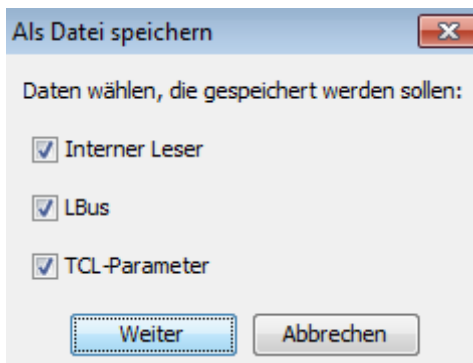 Als Datei speichern
Daten wählen, die gespeichert werden sollen:
Interner Leser
LBus
TCL-Parameter
Weiter Abbrechen